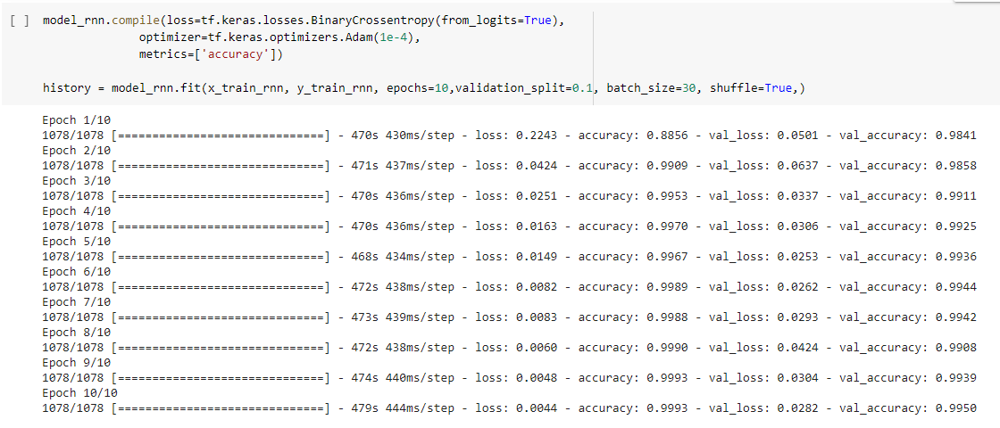 [ ] model_rnn.compile(loss=tf.keras.losses.BinaryCrossentropy(from_logits=True),
optimizer=tf.keras.optimizers.Adam(1e-4),
metrics=['accuracy'])
history = model_rnn.fit(x_train_rnn, y_train_rnn, epochs=10,validation_split=0.1, batch_size=30, shuffle=True,)
Epoch 1/10
1078/1078 [==============================] - 470s 430ms/step - loss: 0.2243 - accuracy: 0.8856 - val_loss: 0.0501 - val_accuracy: 0.9841
Epoch 2/10
1078/1078 [==============================] - 471s 437ms/step - loss: 0.0424 - accuracy: 0.9909 - val_loss: 0.0637 - val_accuracy: 0.9858
Epoch 3/10
1078/1078 [==============================] - 470s 436ms/step - loss: 0.0251 - accuracy: 0.9953 - val_loss: 0.0337 - val_accuracy: 0.9911
Epoch 4/10
1078/1078 [==============================] - 470s 436ms/step - loss: 0.0163 - accuracy: 0.9970 - val_loss: 0.0306 - val_accuracy: 0.9925
Epoch 5/10
1078/1078 [==============================] - 468s 434ms/step - loss: 0.0149 - accuracy: 0.9967 - val_loss: 0.0253 - val_accuracy: 0.9936
Epoch 6/10
1078/1078 [==============================] - 472s 438ms/step - loss: 0.0082 - accuracy: 0.9989 - val_loss: 0.0262 - val_accuracy: 0.9944
Epoch 7/10
1078/1078 [==============================] - 473s 439ms/step - loss: 0.0083 - accuracy: 0.9988 - val_loss: 0.0293 - val_accuracy: 0.9942
Epoch 8/10
1078/1078 [==============================] - 472s 438ms/step - loss: 0.0060 - accuracy: 0.9990 - val_loss: 0.0424 - val_accuracy: 0.9908
Epoch 9/10
1078/1078 [==============================] - 474s 440ms/step - loss: 0.0048 - accuracy: 0.9993 - val_loss: 0.0304 - val_accuracy: 0.9939
Epoch 10/10
1078/1078 [==============================] - 479s 444ms/step - loss: 0.0044 - accuracy: 0.9993 - val_loss: 0.0282 - val_accuracy: 0.9950